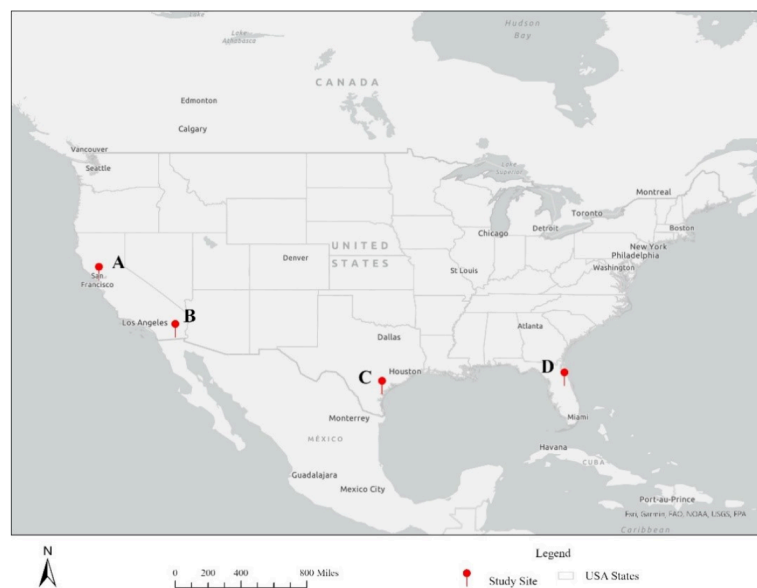 Hudson
Bay
Lake
Athabasca
CANADA
Edmonton
Calgary
Vancouver
Seattle
Lake
Superior
Montreal
Toronto
Detroit
Boston
Chicago
New York
Philadelphia
Washington
UNITED
STATES
Denver
St Louis
A
San
Francisco
B
Los Angeles
Atlanta
Dallas
C
Houston
D
Miami
Monterrey
MÉXICO
Havana
CUBA
Guadalajara
Mexico City
Port-au-Prince
Esri, Garmin, FAO, NOAA, USGS, EPA
Caribbean
N
0 200 400 800 Miles
Legend
Study Site
USA States